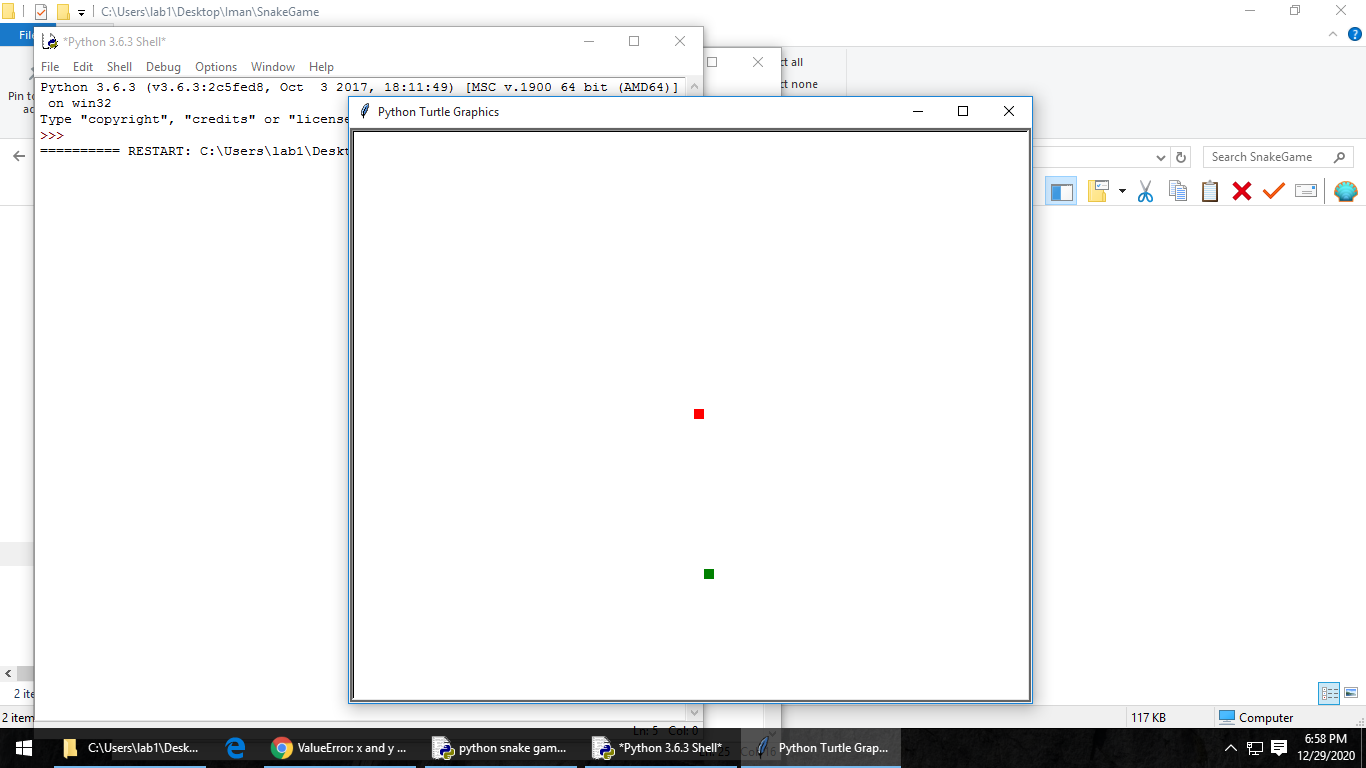 C:\Users\lab1\Desktop\Iman\SnakeGame
File
*Python 3.6.3 Shell*
File Edit Shell Debug Options Window Help
Python 3.6.3 (v3.6.3:2c5fed8, Oct  3 2017, 18:11:49) [MSC v.1900 64 bit (AMD64)]
 on win32
Type "copyright", "credits" or "license
>>>
========== RESTART: C:\Users\lab1\Deskt
Pin to
ct all
ct none
Python Turtle Graphics
Search SnakeGame
2 ite
2 item
Ln: 5 Col: 0
117 KB
Computer
C:\Users\lab1\Desk...
ValueError: x and y ...
python snake gam...
*Python 3.6.3 Shell*
Python Turtle Grap...
6:58 PM
12/29/2020